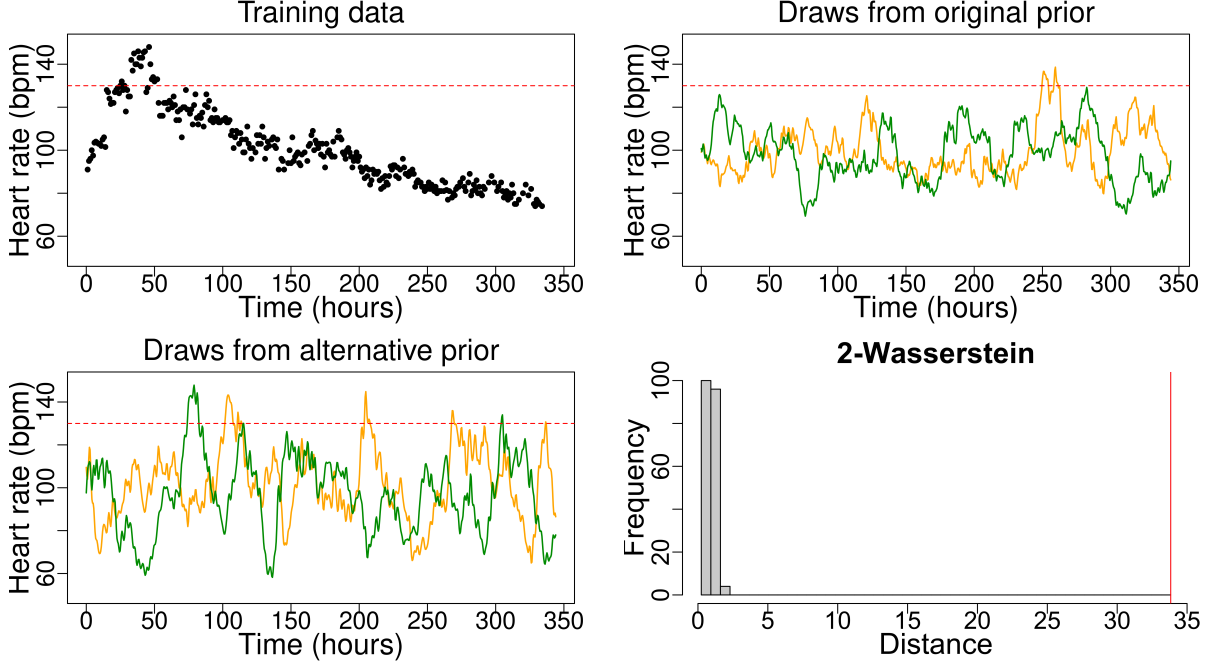 Training data
Heart rate (bpm)
60 100 140
0 50 100 150 200 250 300 350
Time (hours)
Draws from original prior
Heart rate (bpm)
60 100 140
0 50 100 150 200 250 300 350
Time (hours)
Draws from alternative prior
Heart rate (bpm)
60 100 140
0 50 100 150 200 250 300 350
Time (hours)
2-Wasserstein
Frequency
0 20 60 100
0 5 10 15 20 25 30 35
Distance